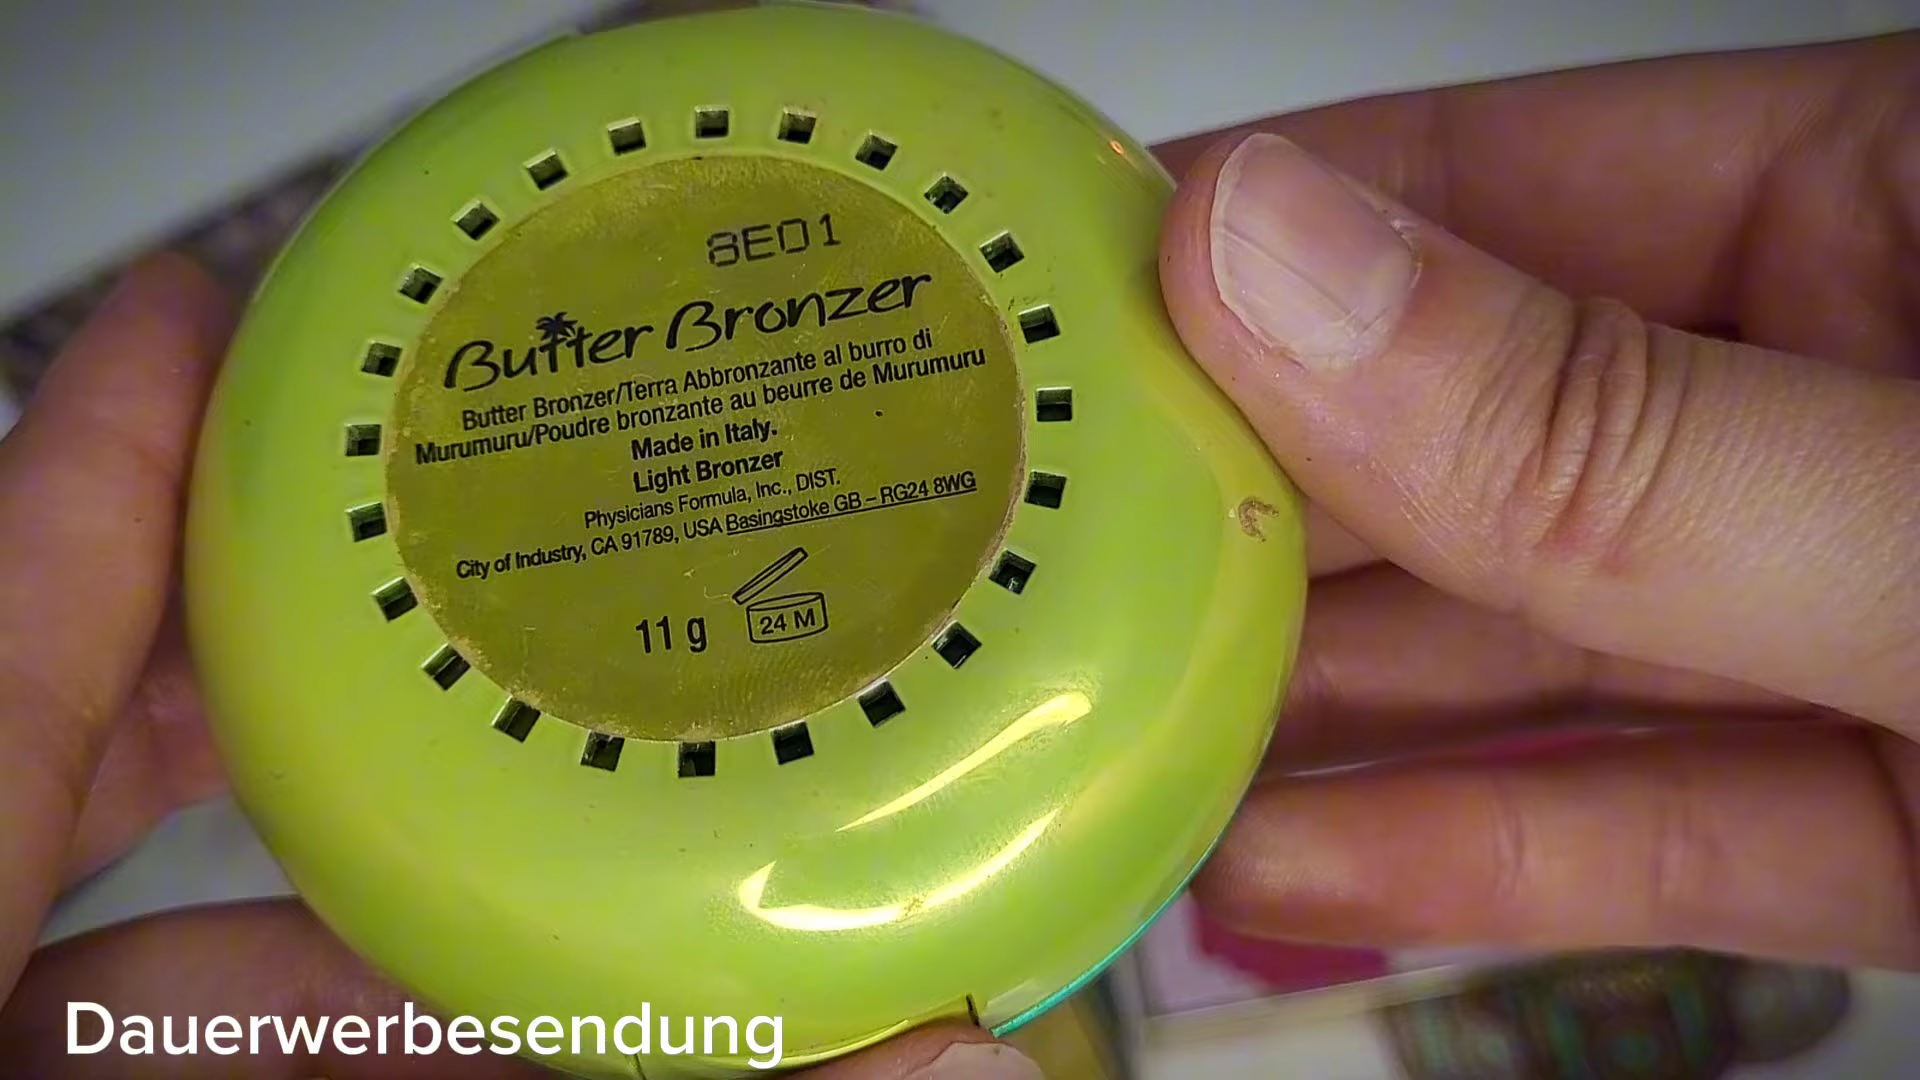 8E01
Butter Bronzer
Butter Bronzer/Terra Abbronzante al burro di
Murumuru/Poudre bronzante au beurre de Murumuru
Made in Italy.
Light Bronzer
Physicians Formula, Inc., DIST.
City of Industry, CA 91789, USA Basingstoke GB – RG24 8WG
11 g
24 M
Dauerwerbesendung